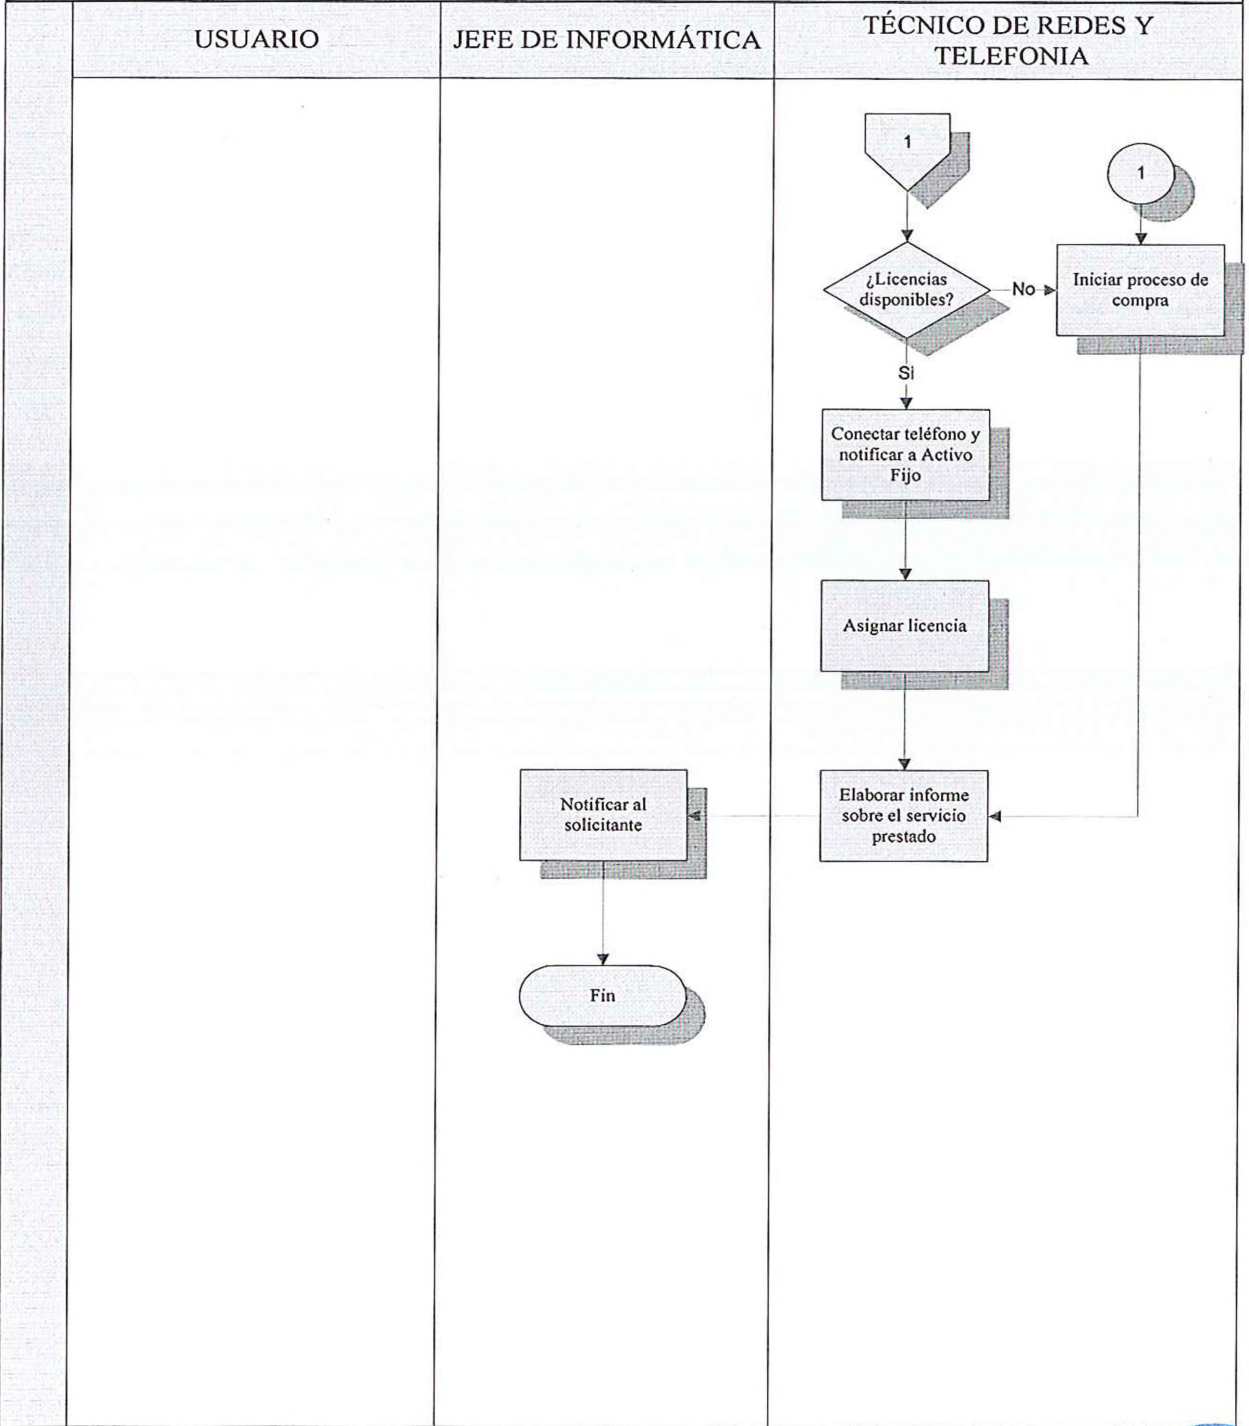 USUARIO
JEFE DE INFORMÁTICA
TÉCNICO DE REDES Y
TELEFONIA
1
1
¿Licencias
disponibles?
No
Iniciar proceso de
compra
Si
Conectar teléfono y
notificar a Activo
Fijo
Asignar licencia
Notificar al
solicitante
Elaborar informe
sobre el servicio
prestado
Fin